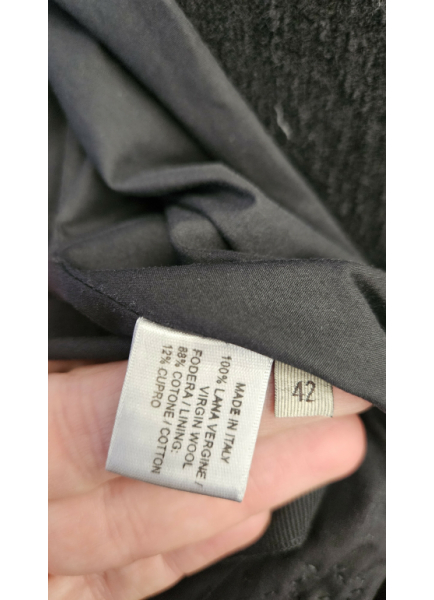 MADE IN ITALY
100% LANA VERGINE /
VIRGIN WOOL
FODERA / LINING:
88% COTONE / COTTON
12% CUPRO
42